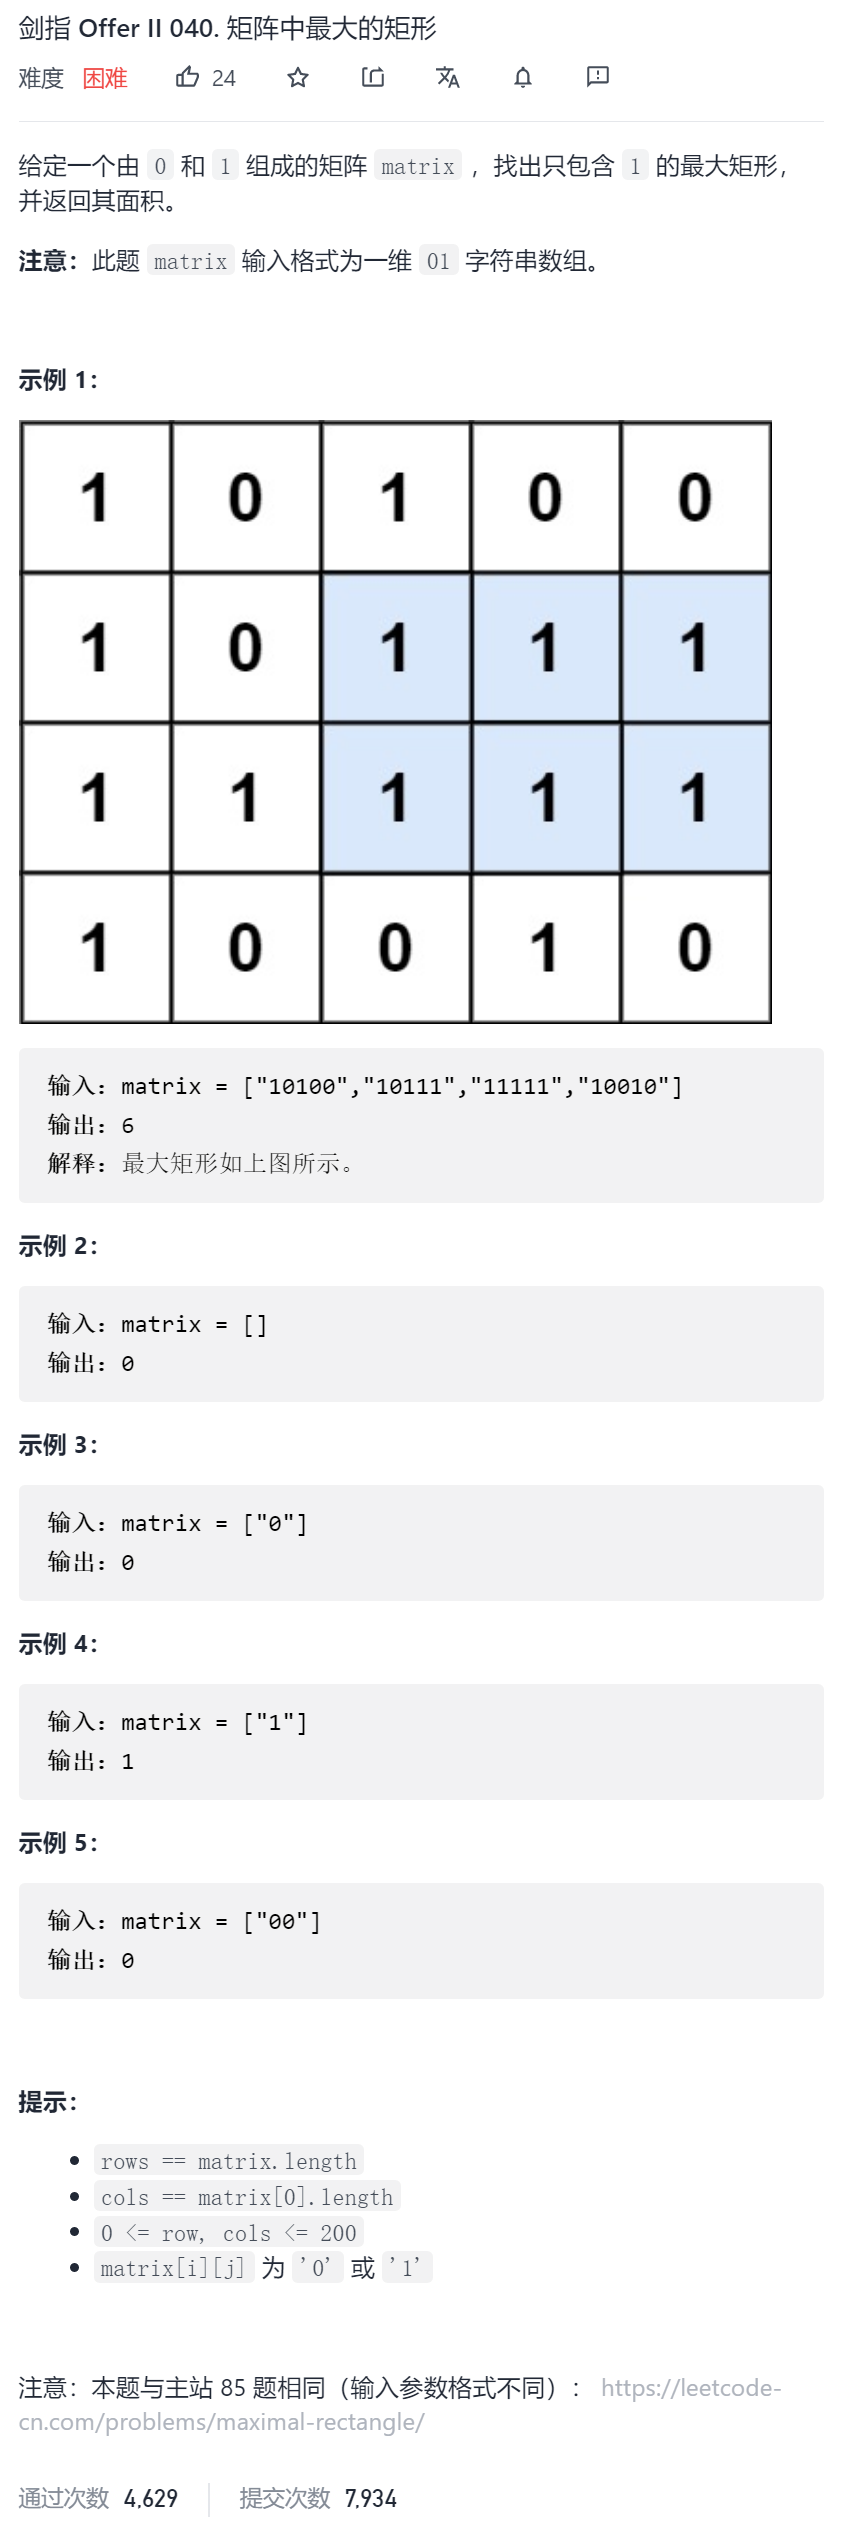 剑指 Offer II 040. 矩阵中最大的矩形
难度 困难 24
给定一个由 0 和 1 组成的矩阵 matrix ，找出只包含 1 的最大矩形，
并返回其面积。
注意：此题 matrix 输入格式为一维 01 字符串数组。
示例 1：
1 0 1 0 0
1 0 1 1 1
1 1 1 1 1
1 0 0 1 0
输入：matrix = ["10100","10111","11111","10010"]
输出：6
解释：最大矩形如上图所示。
示例 2：
输入：matrix = []
输出：0
示例 3：
输入：matrix = ["0"]
输出：0
示例 4：
输入：matrix = ["1"]
输出：1
示例 5：
输入：matrix = ["00"]
输出：0
提示：
rows == matrix.length
cols == matrix[0].length
0 <= row, cols <= 200
matrix[i][j] 为 '0' 或 '1'
注意：本题与主站 85 题相同（输入参数格式不同）： https://leetcode-
cn.com/problems/maximal-rectangle/
通过次数 4,629 提交次数 7,934